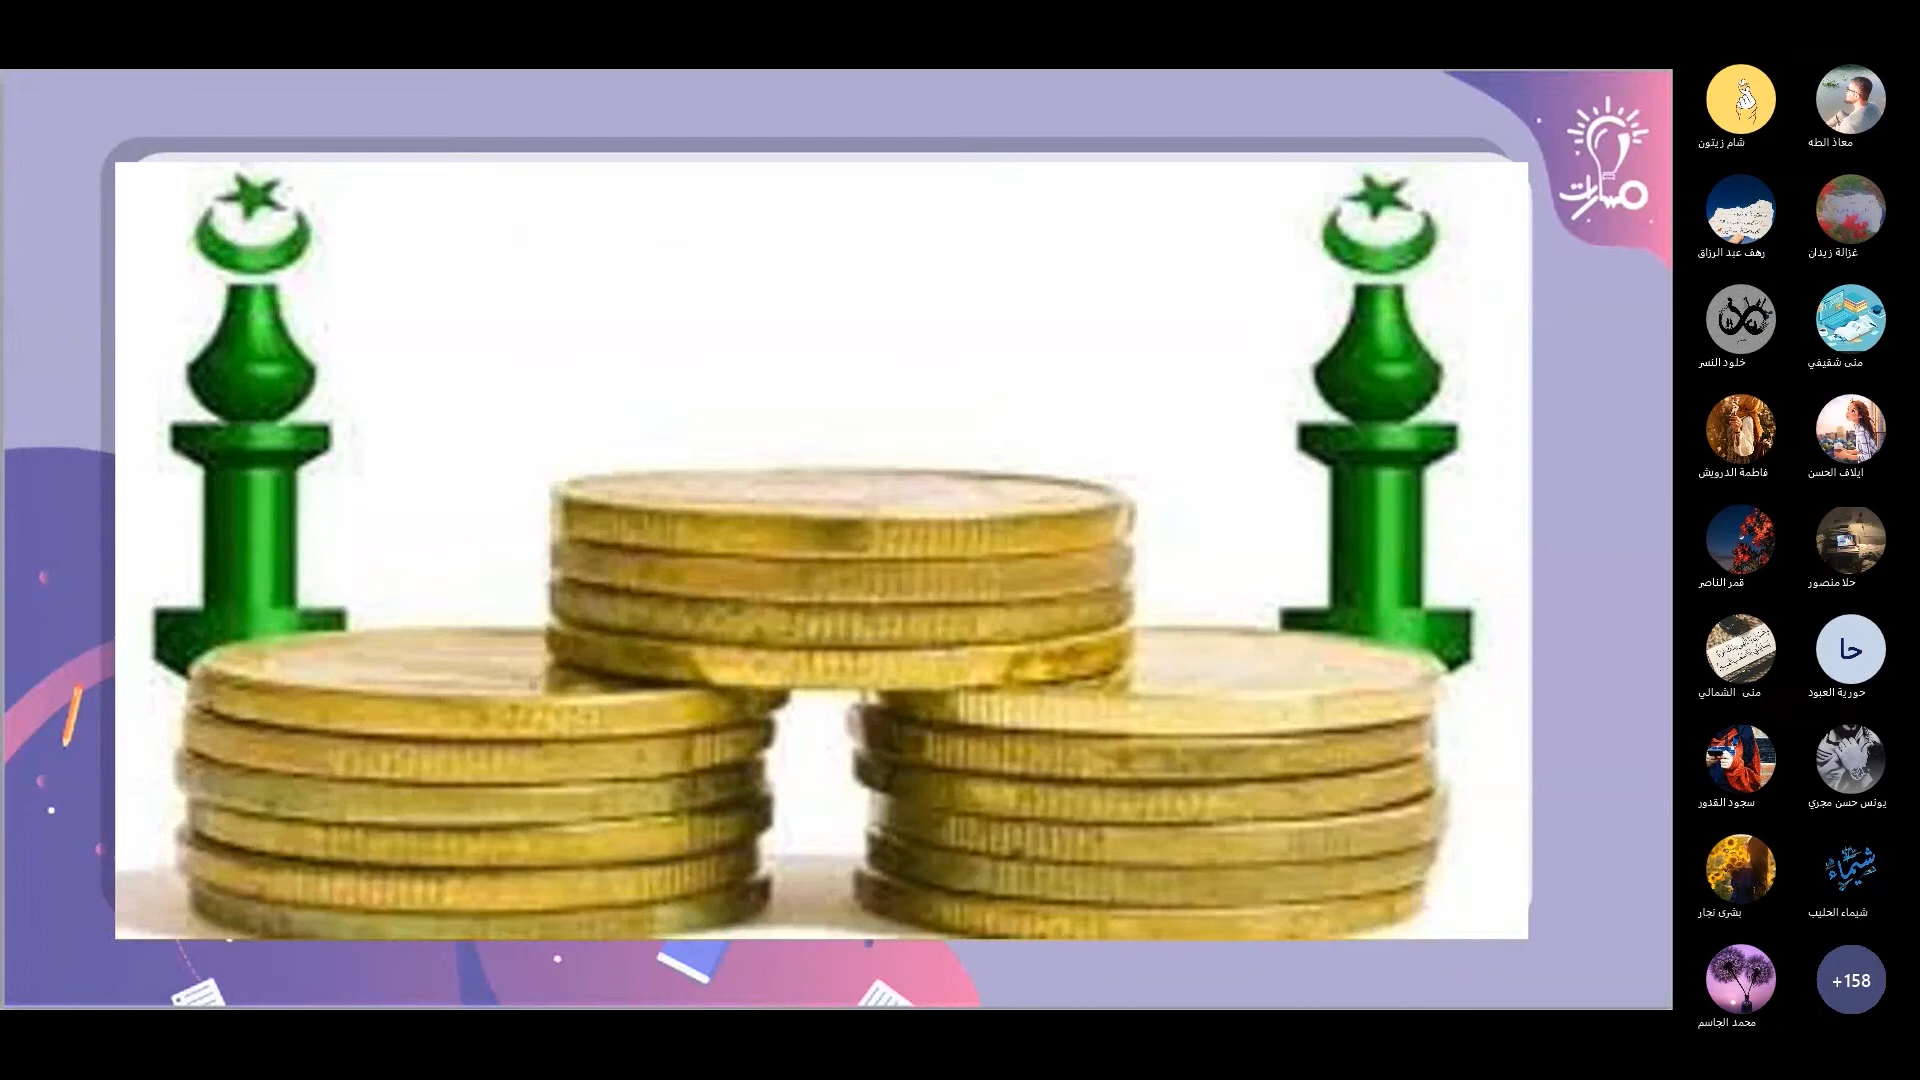 مسارات
معاذ الطه
شام زيتون
غزالة زيدان
رهف عبد الرزاق
منى شقيفي
خلود النسر
ايلاف الحسن
فاطمة الدرويش
حلا منصور
قمر الناصر
حا
حورية العبود
منى الشمالي
يونس حسن مجري
سجود القدور
شيماء
شيماء الحليب
بشرى نجار
+158
محمد الجاسم